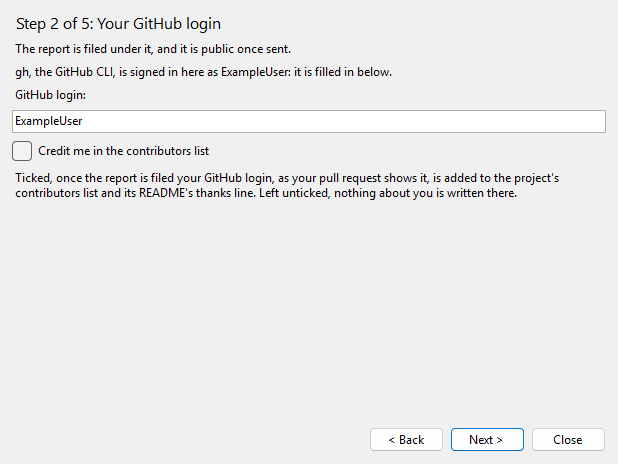 Step 2 of 5: Your GitHub login
The report is filed under it, and it is public once sent.
gh, the GitHub CLI, is signed in here as ExampleUser: it is filled in below.
GitHub login:
ExampleUser
Credit me in the contributors list
Ticked, once the report is filed your GitHub login, as your pull request shows it, is added to the project's
contributors list and its README's thanks line. Left unticked, nothing about you is written there.
< Back
Next >
Close